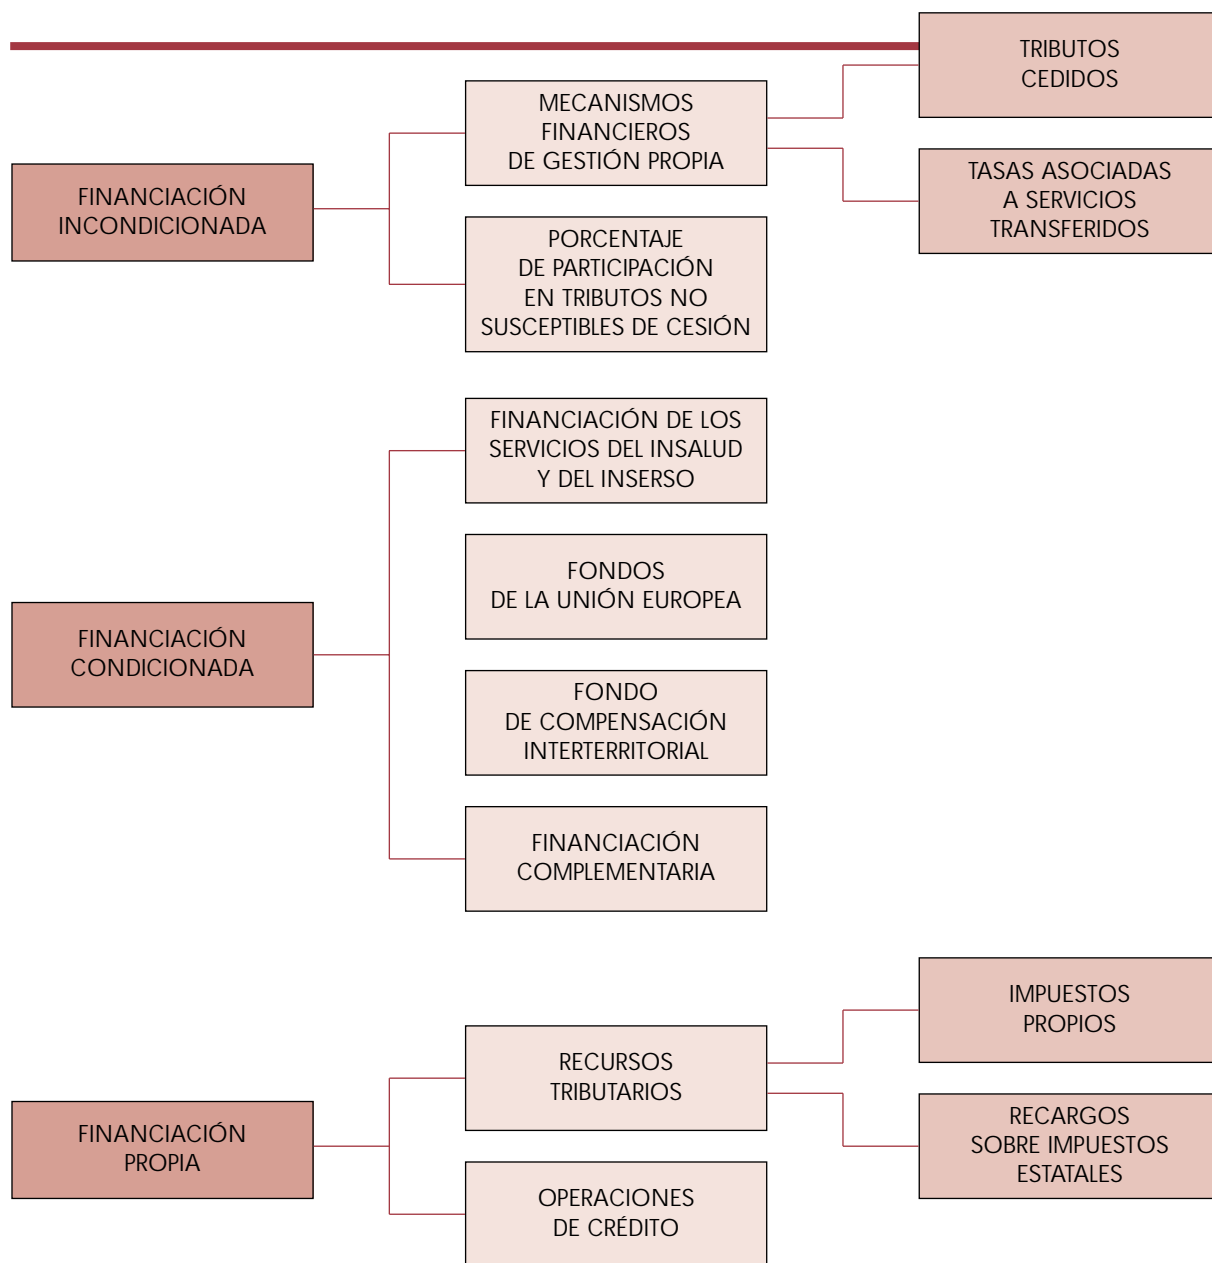 TRIBUTOS
CEDIDOS
MECANISMOS
FINANCIEROS
DE GESTIÓN PROPIA
TASAS ASOCIADAS
A SERVICIOS
TRANSFERIDOS
FINANCIACIÓN
INCONDICIONADA
PORCENTAJE
DE PARTICIPACIÓN
EN TRIBUTOS NO
SUSCEPTIBLES DE CESIÓN
FINANCIACIÓN DE LOS
SERVICIOS DEL INSALUD
Y DEL INSERSO
FONDOS
DE LA UNIÓN EUROPEA
FINANCIACIÓN
CONDICIONADA
FONDO
DE COMPENSACIÓN
INTERTERRITORIAL
FINANCIACIÓN
COMPLEMENTARIA
IMPUESTOS
PROPIOS
RECURSOS
TRIBUTARIOS
RECARGOS
SOBRE IMPUESTOS
ESTATALES
FINANCIACIÓN
PROPIA
OPERACIONES
DE CRÉDITO